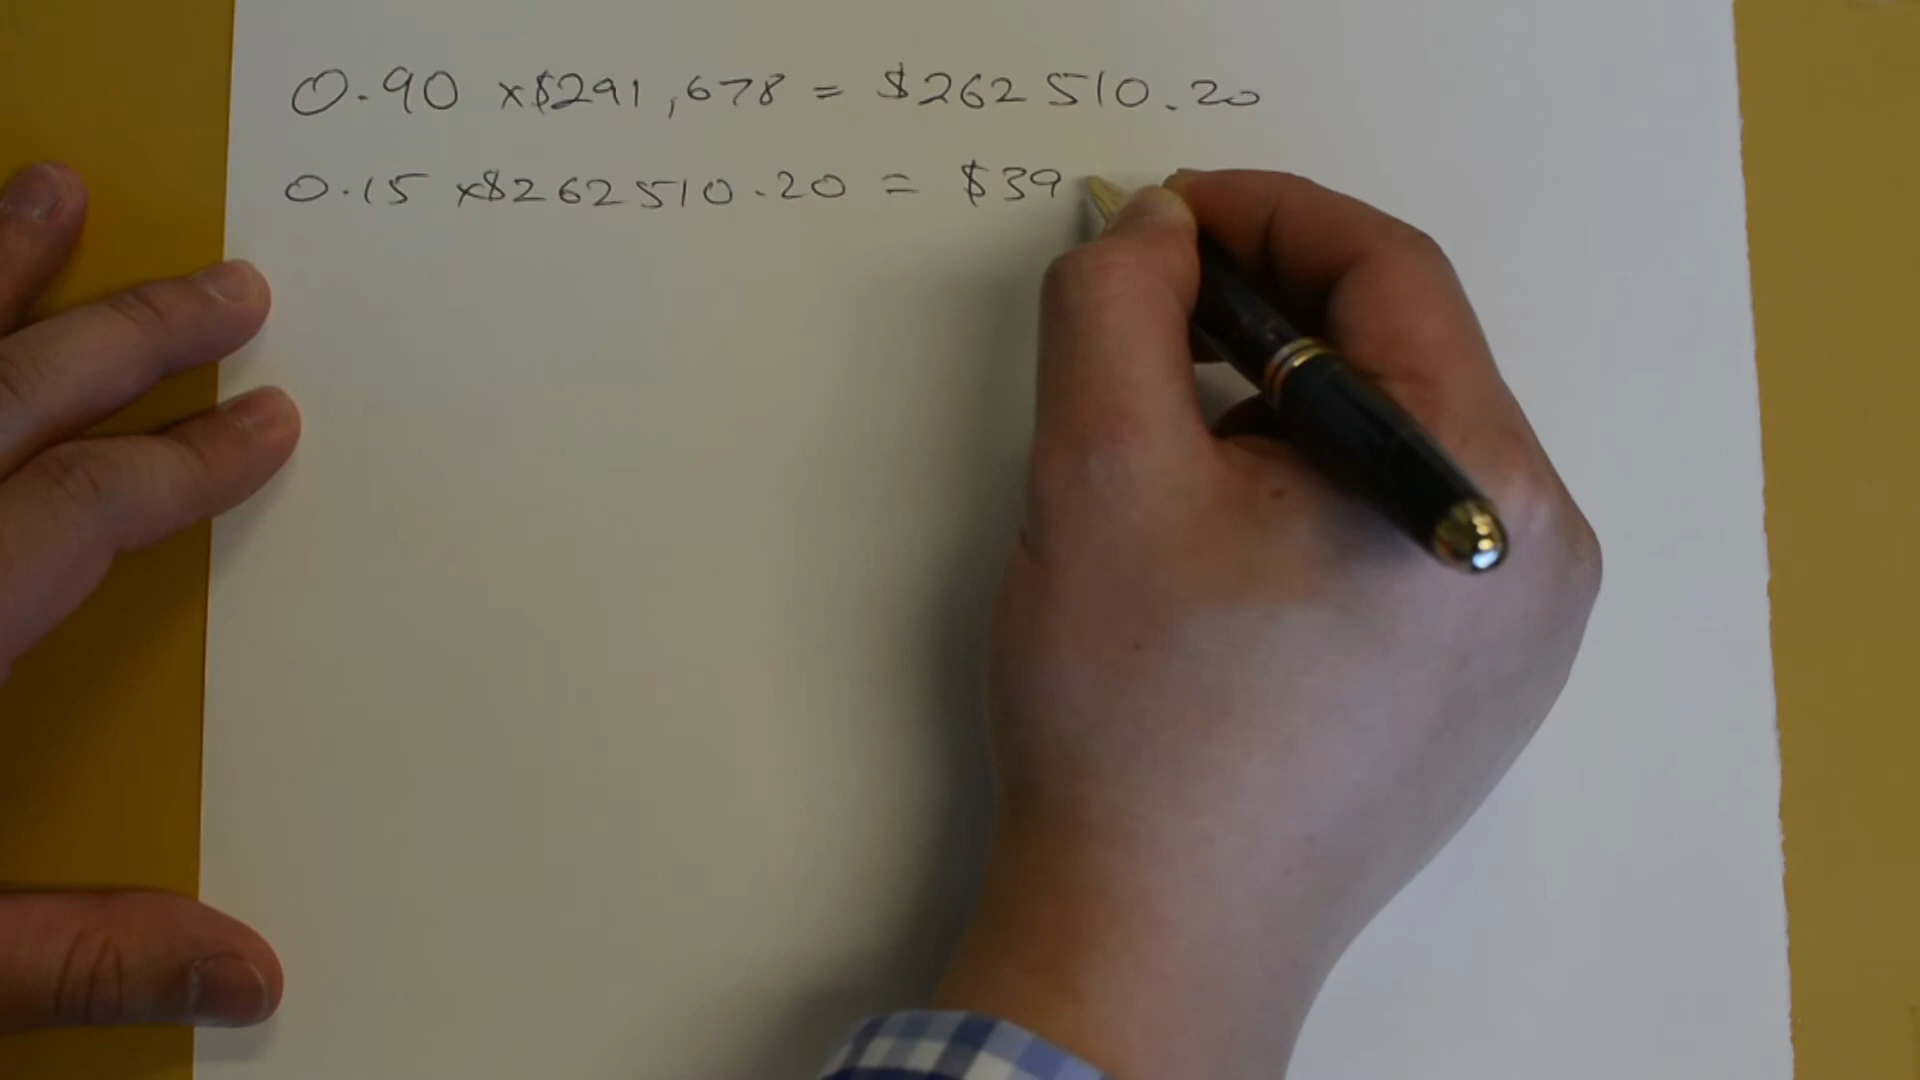 0.90 x $291,678 = $262 510.20
0.15 x $262 510.20 = $39